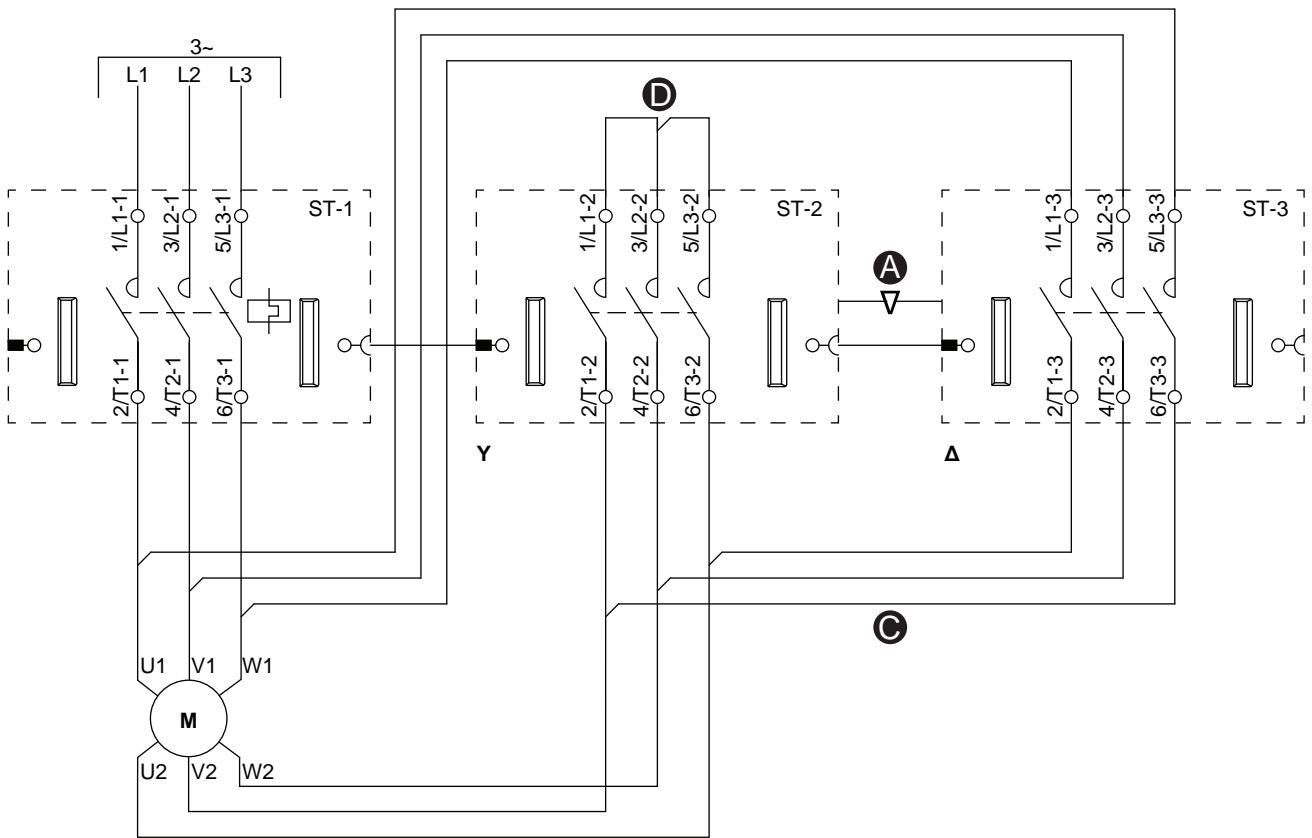 3~
L1 L2 L3
D
ST-1
ST-2
ST-3
1/L1-1
3/L2-1
5/L3-1
1/L1-2
3/L2-2
5/L3-2
1/L1-3
3/L2-3
5/L3-3
A
2/T1-1
4/T2-1
6/T3-1
2/T1-2
4/T2-2
6/T3-2
2/T1-3
4/T2-3
6/T3-3
Y
Δ
C
U1 V1 W1
M
U2 V2 W2